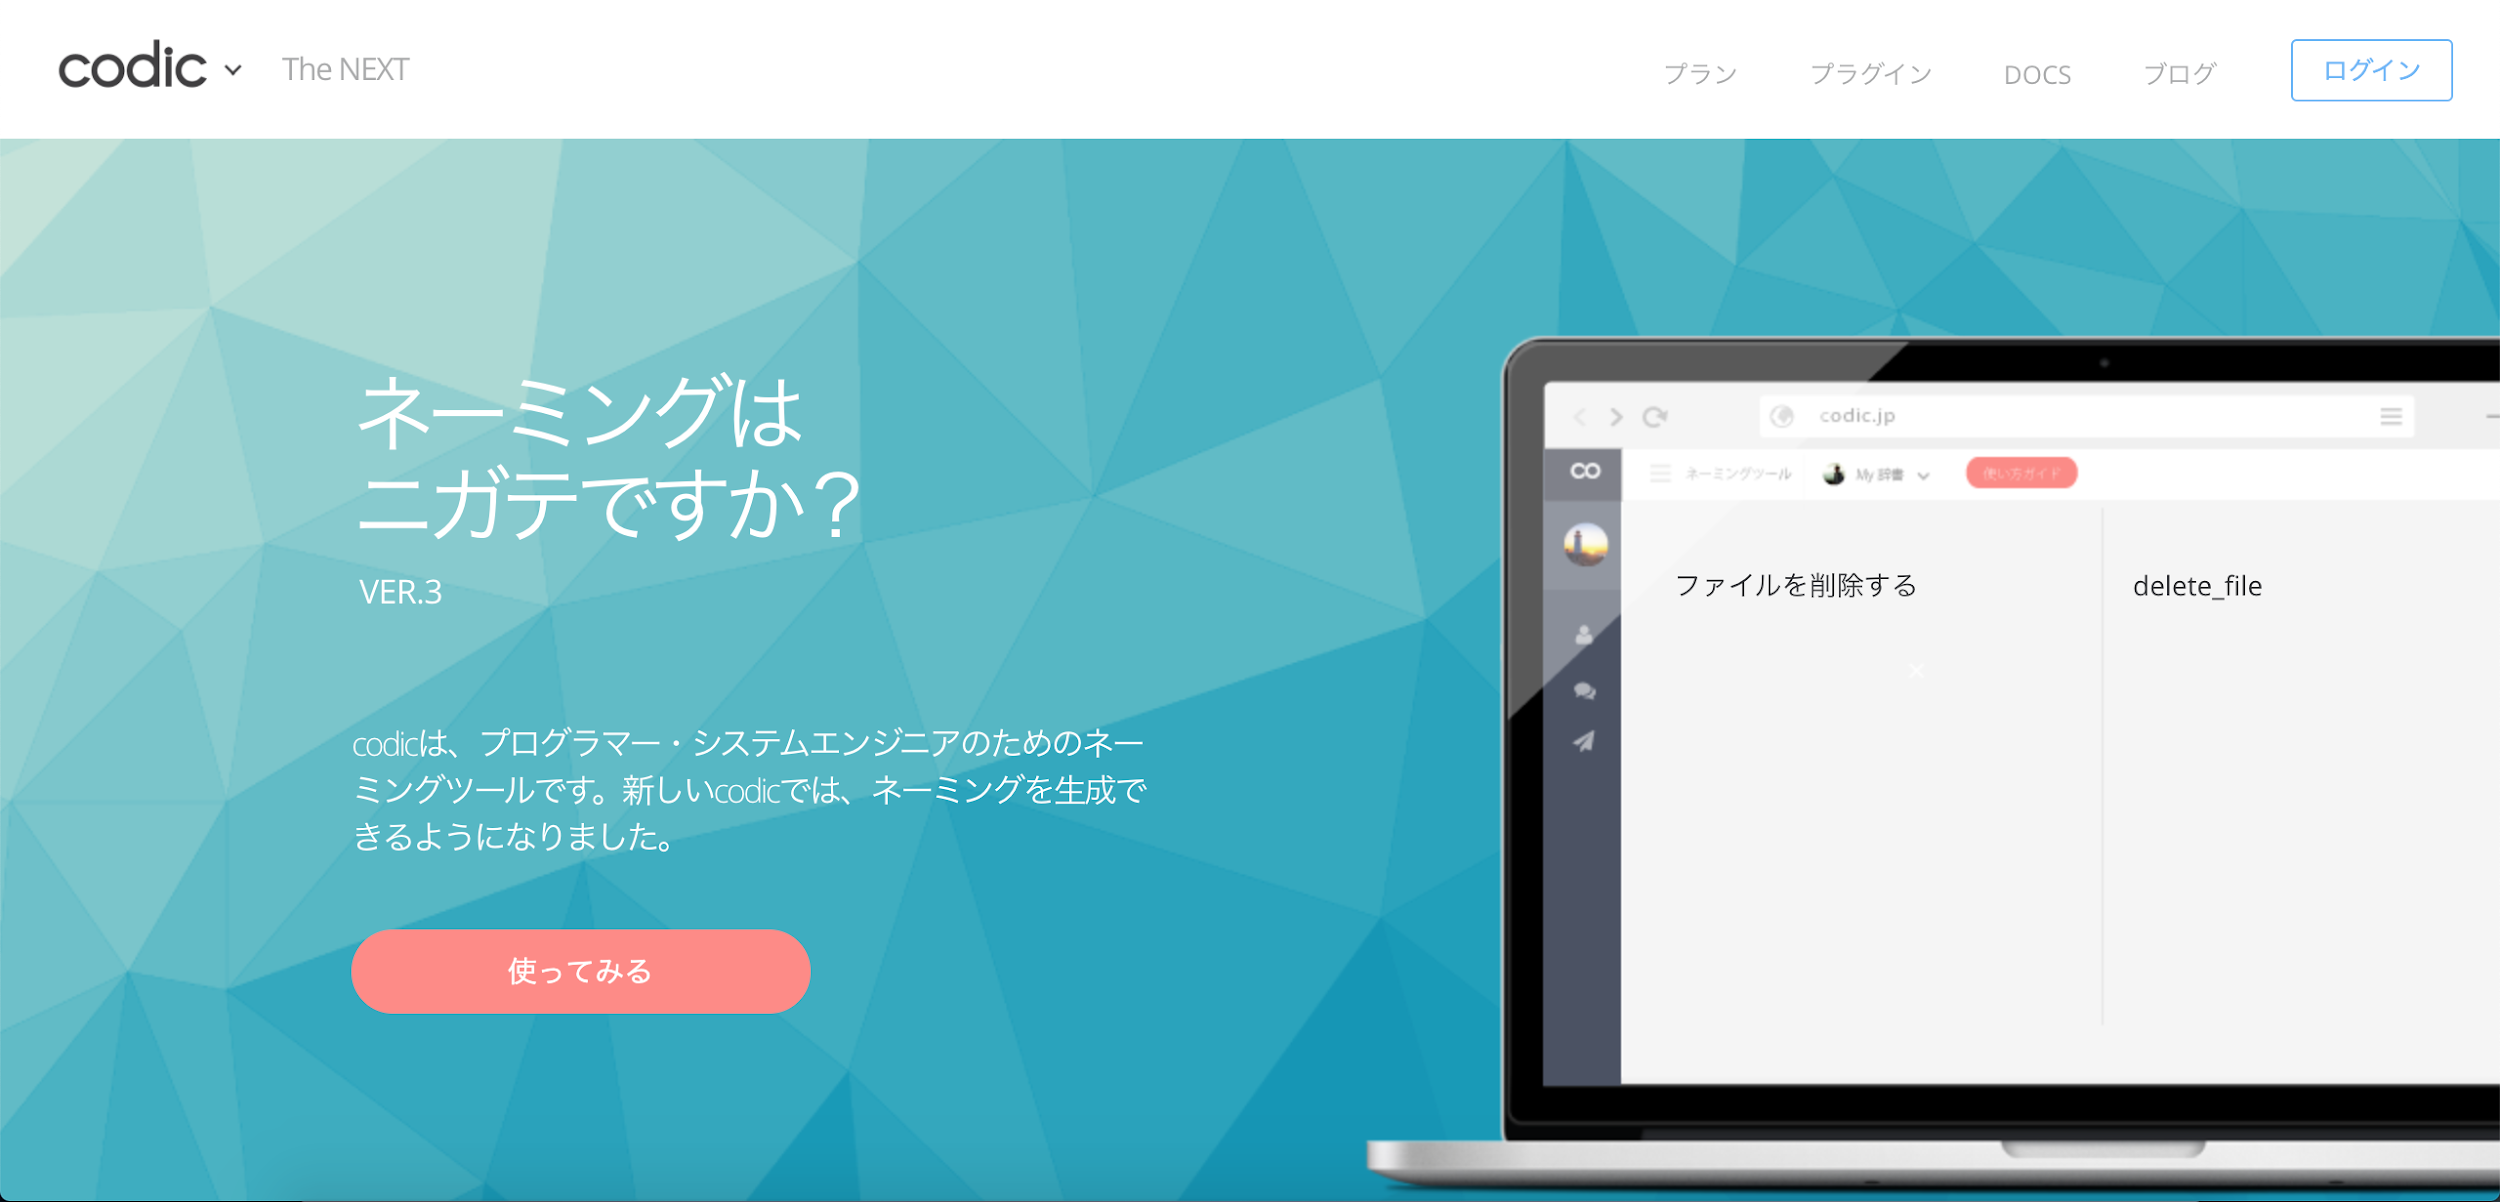 codic
The NEXT
プラン
プラグイン
DOCS
ブログ
ログイン
ネーミングは
ニガテですか？
VER.3
codicは、プログラマー・システムエンジニアのためのネー
ミングツールです。新しいcodicでは、ネーミングを生成で
きるようになりました。
使ってみる
codic.jp
co
ネーミングツール
My 辞書
使い方ガイド
ファイルを削除する
delete_file